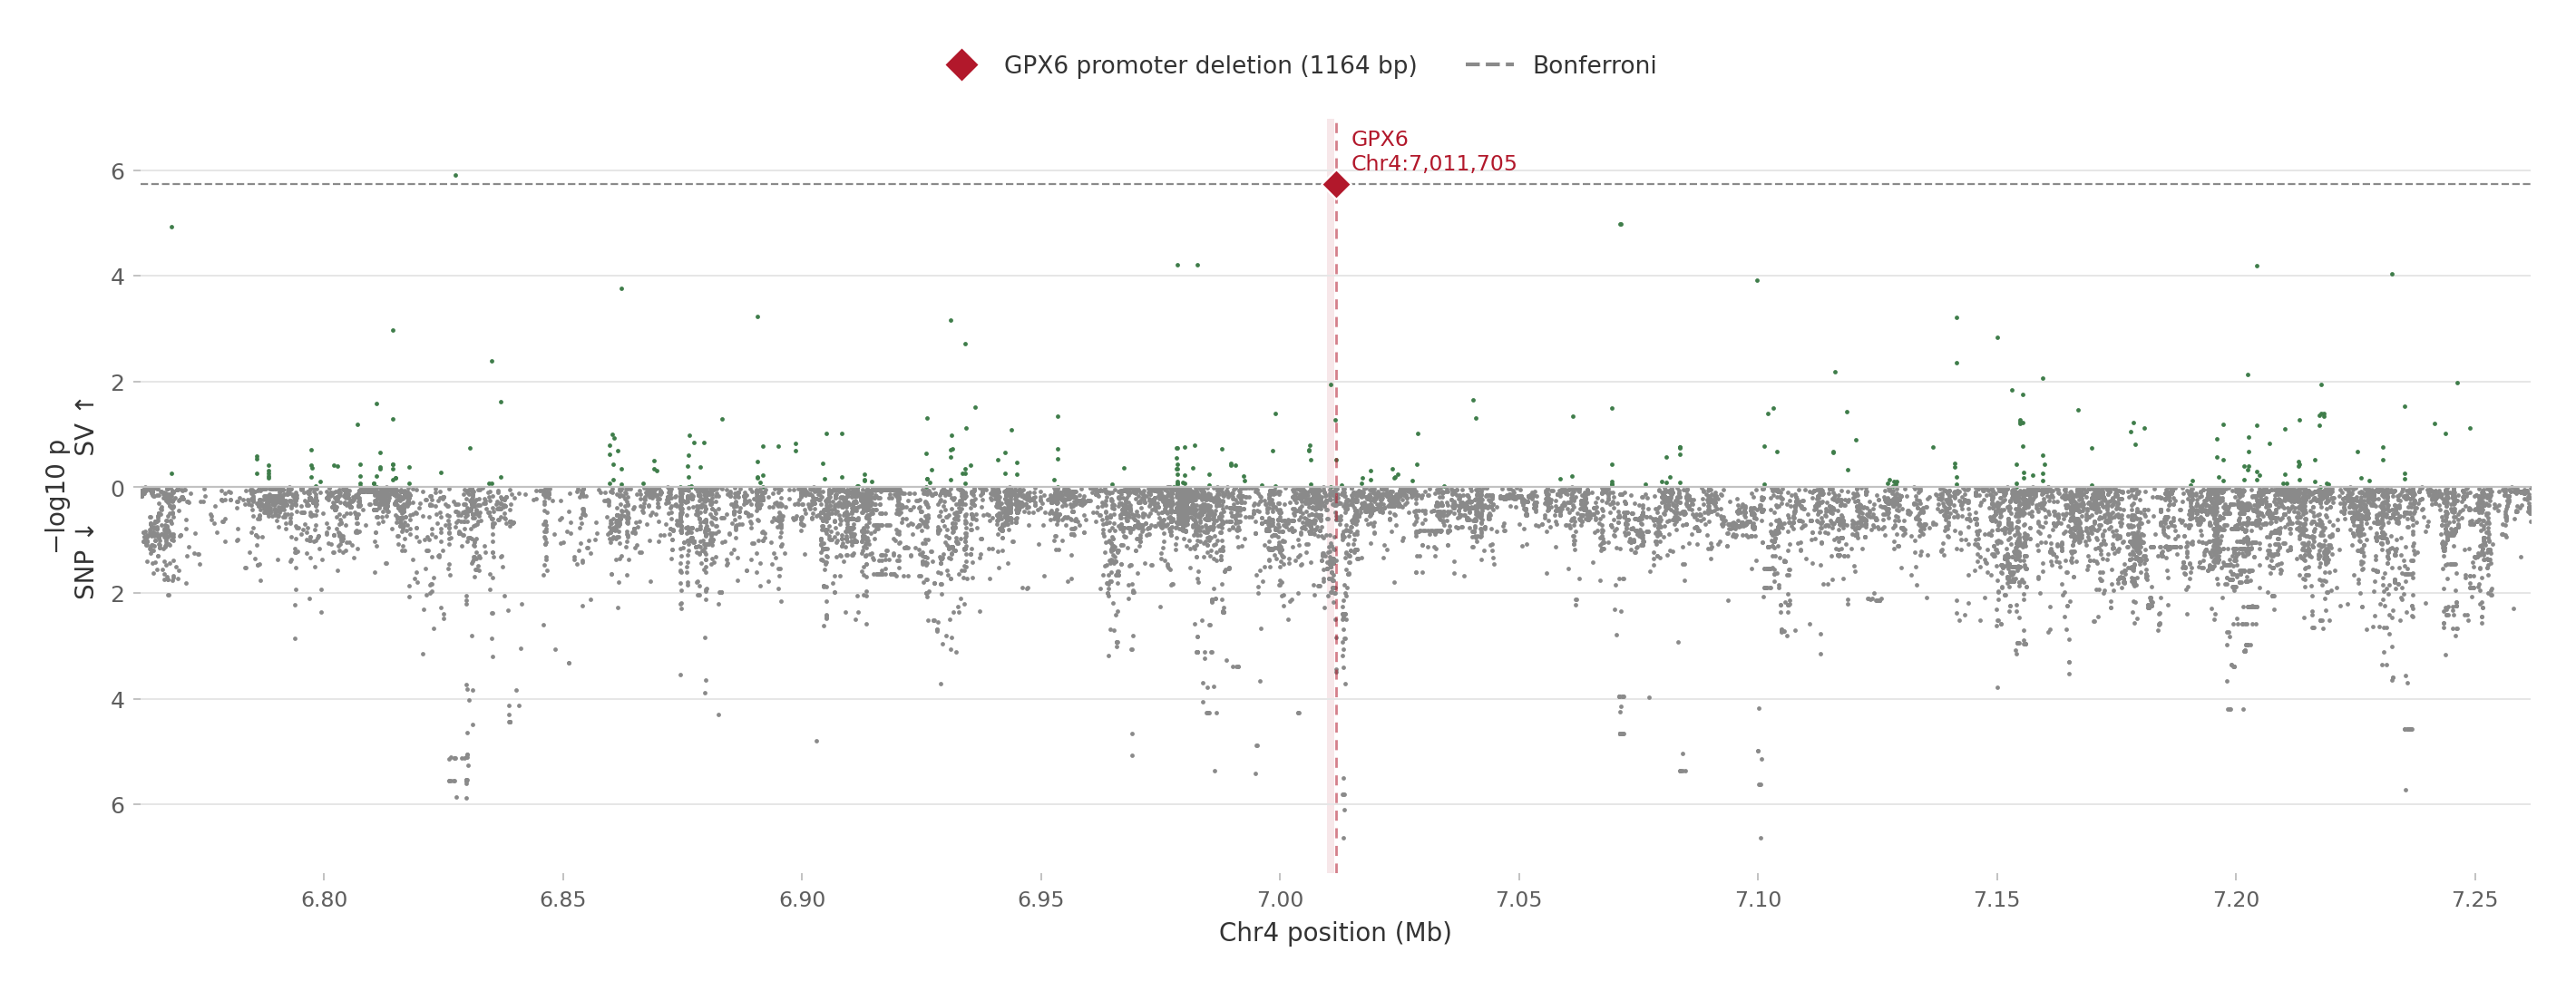 GPX6 promoter deletion (1164 bp)
Bonferroni
GPX6
Chr4:7,011,705
−log10 p
SNP ↓ SV ↑
6
4
2
0
2
4
6
6.80
6.85
6.90
6.95
7.00
7.05
7.10
7.15
7.20
7.25
Chr4 position (Mb)